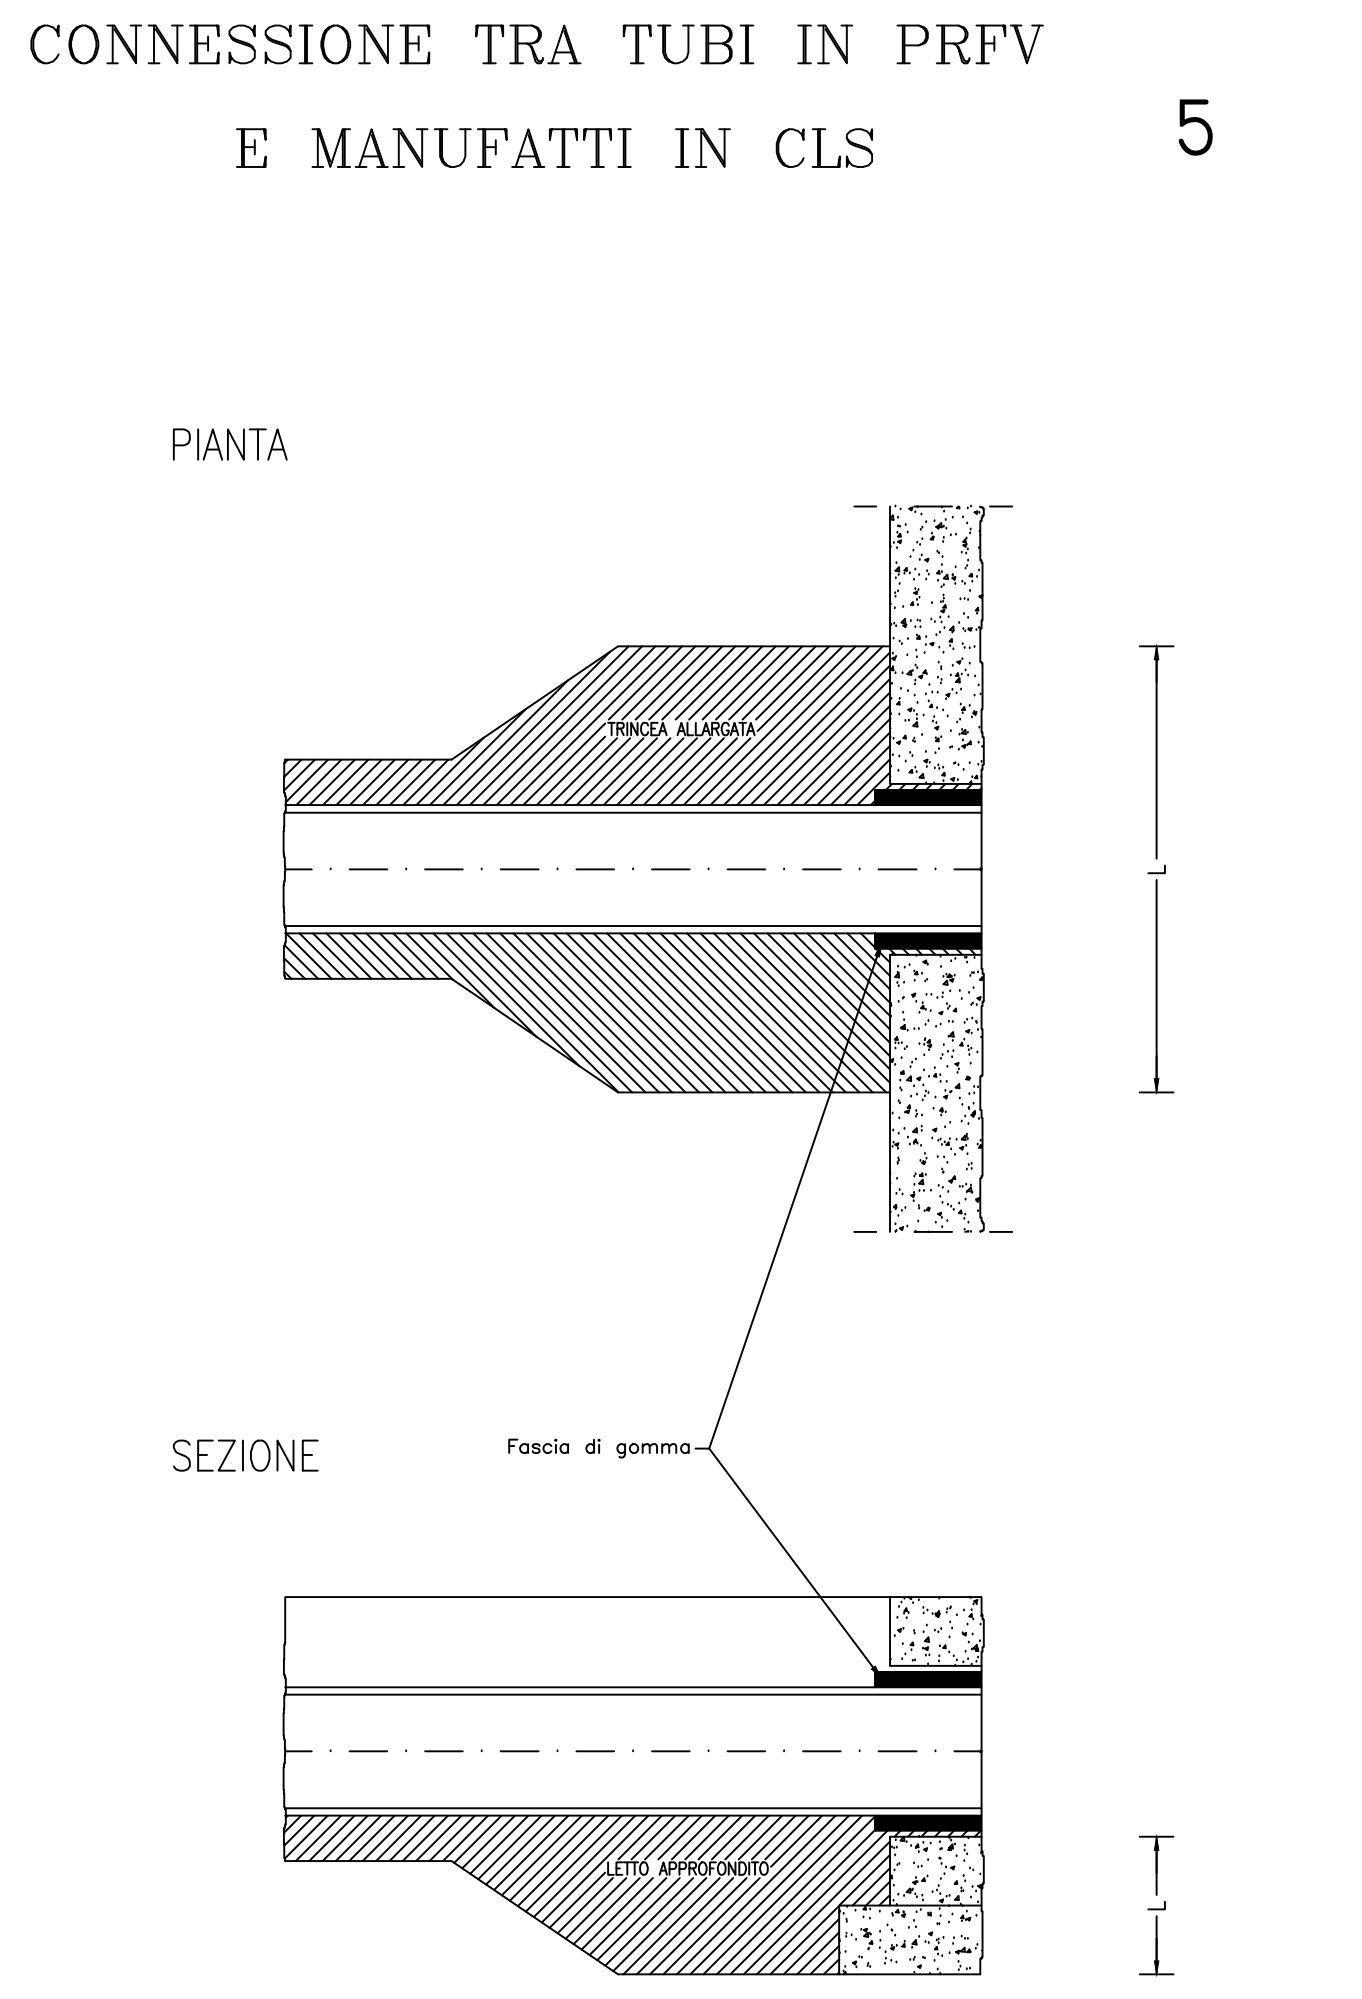 CONNESSIONE TRA TUBI IN PRFV
E MANUFATTI IN CLS
5
PIANTA
TRINCEA ALLARGATA
L
Fascia di gomma
SEZIONE
LETTO APPROFONDITO
L